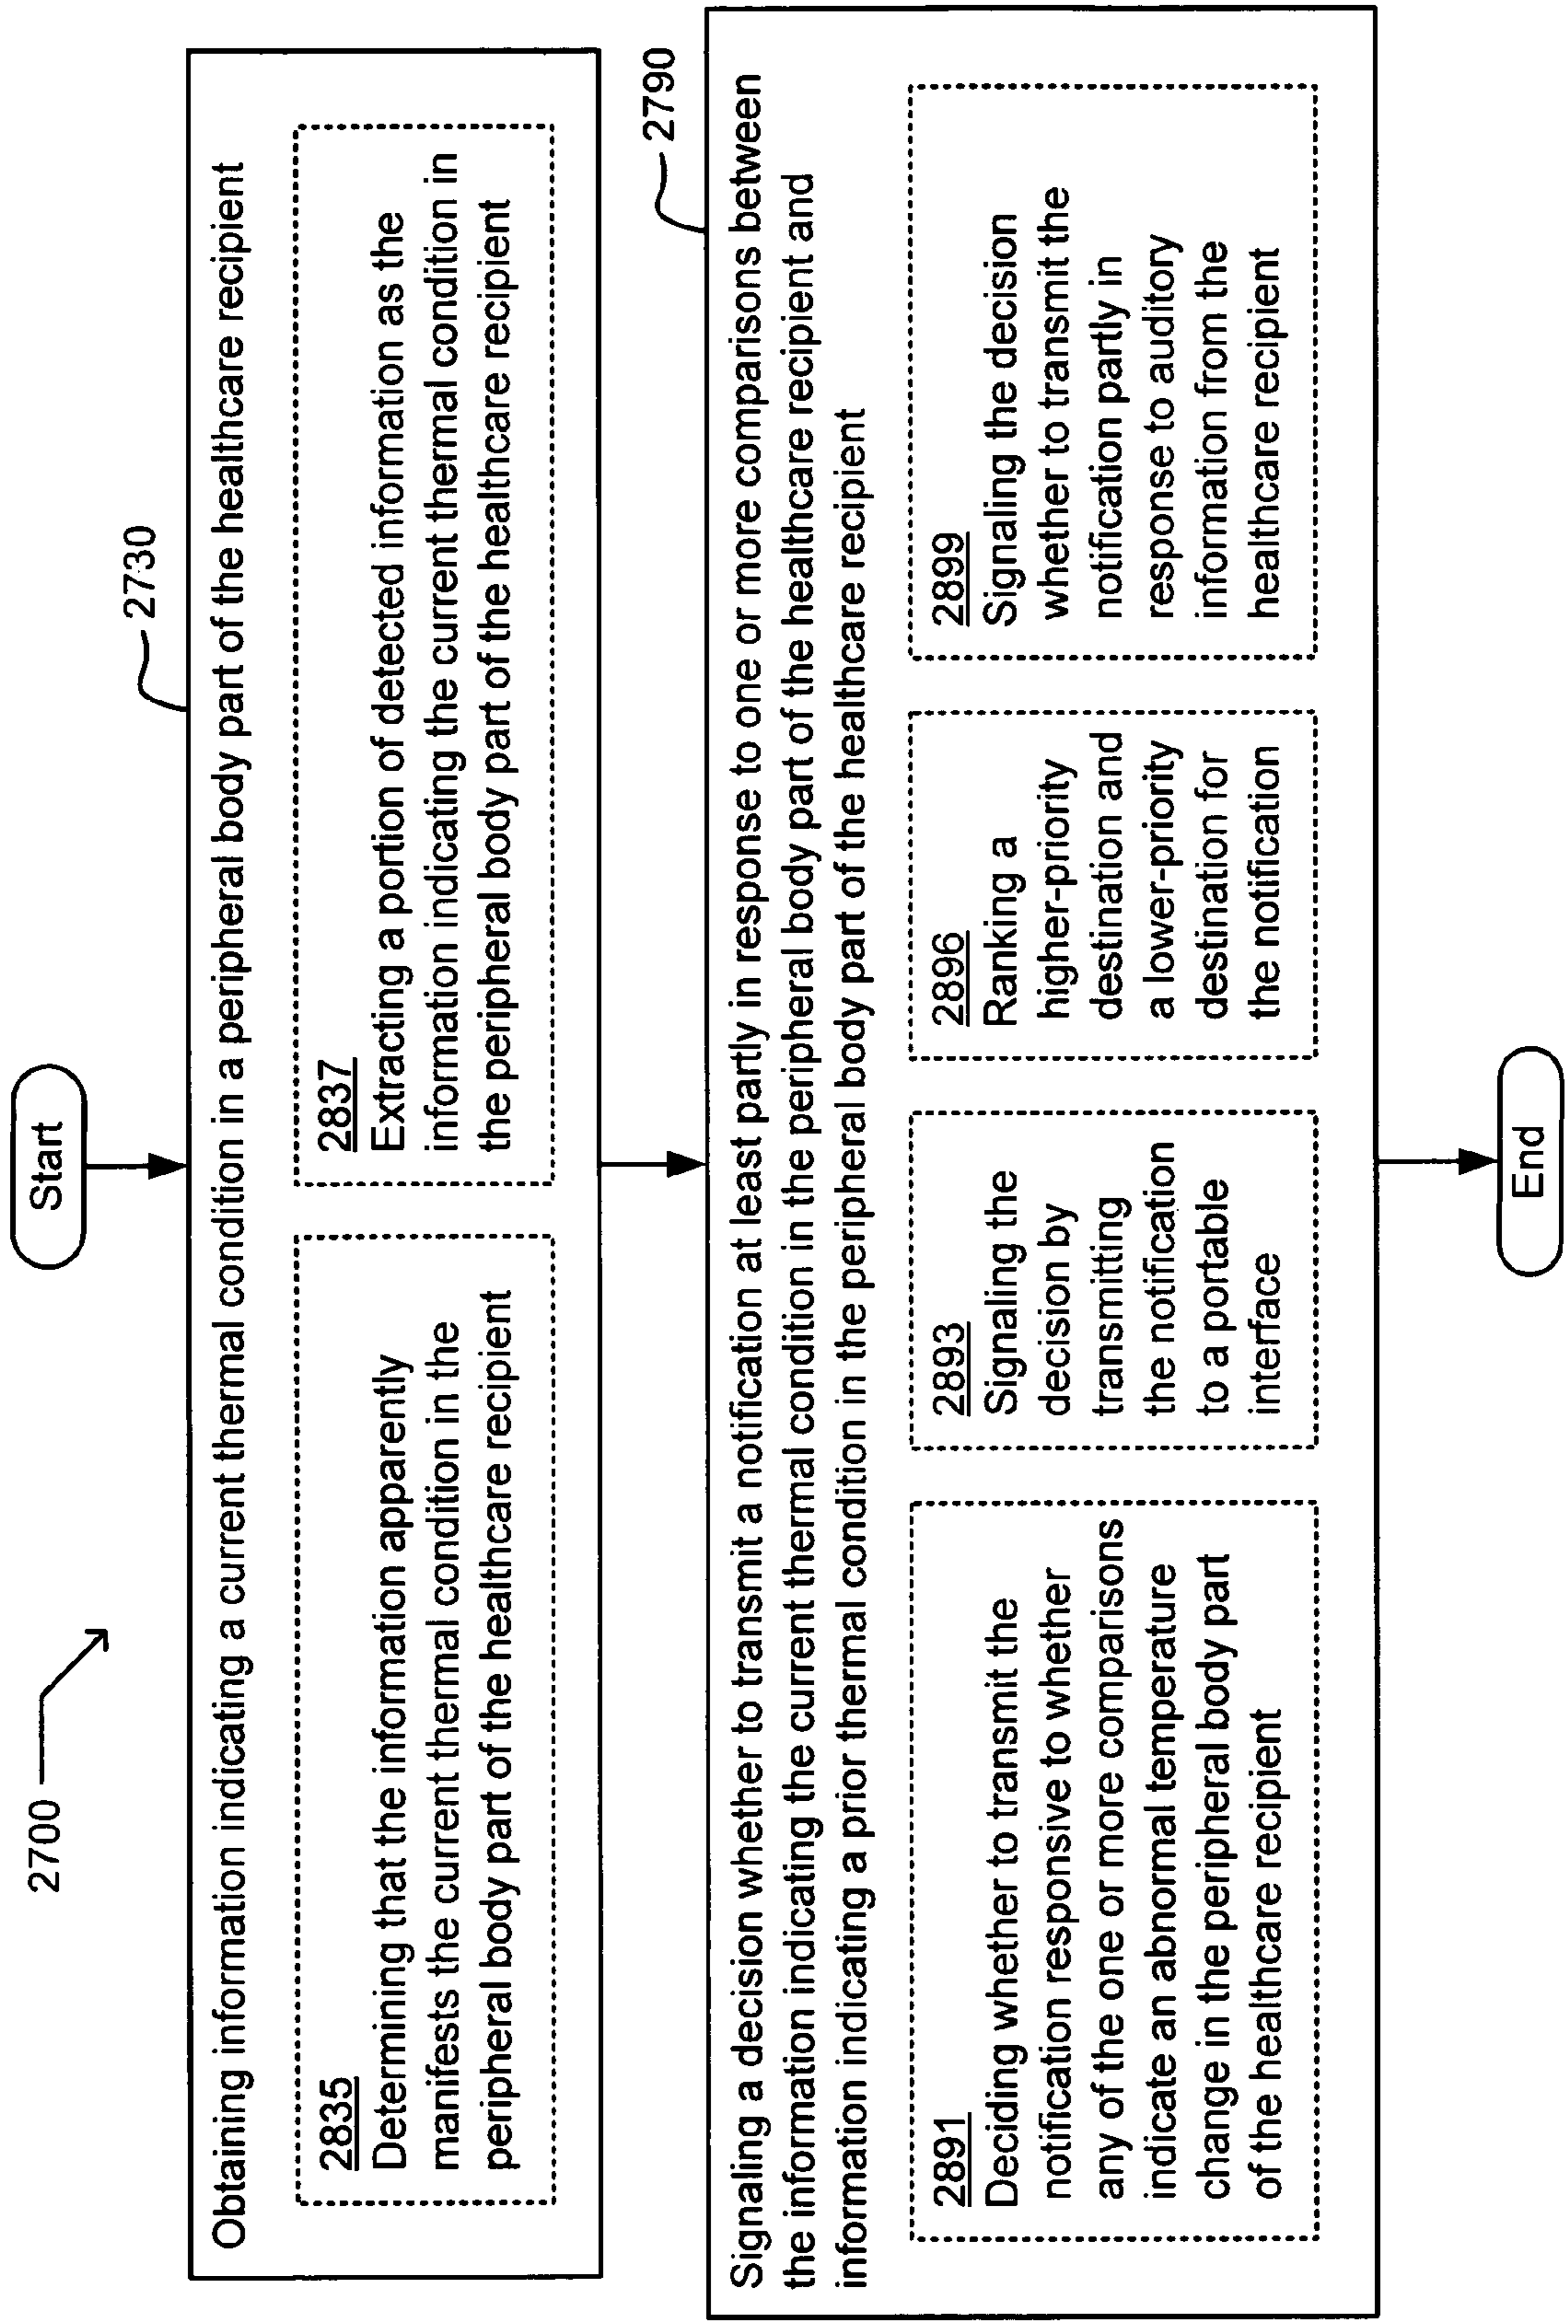 2700
Start
2730
Obtaining information indicating a current thermal condition in a peripheral body part of the healthcare recipient
2835
Determining that the information apparently
manifests the current thermal condition in the
peripheral body part of the healthcare recipient
2837
Extracting a portion of detected information as the
information indicating the current thermal condition in
the peripheral body part of the healthcare recipient
2790
Signaling a decision whether to transmit a notification at least partly in response to one or more comparisons between
the information indicating the current thermal condition in the peripheral body part of the healthcare recipient and
information indicating a prior thermal condition in the peripheral body part of the healthcare recipient
2891
Deciding whether to transmit the
notification responsive to whether
any of the one or more comparisons
indicate an abnormal temperature
change in the peripheral body part
of the healthcare recipient
2893
Signaling the
decision by
transmitting
the notification
to a portable
interface
2896
Ranking a
higher-priority
destination and
a lower-priority
destination for
the notification
2899
Signaling the decision
whether to transmit the
notification partly in
response to auditory
information from the
healthcare recipient
End